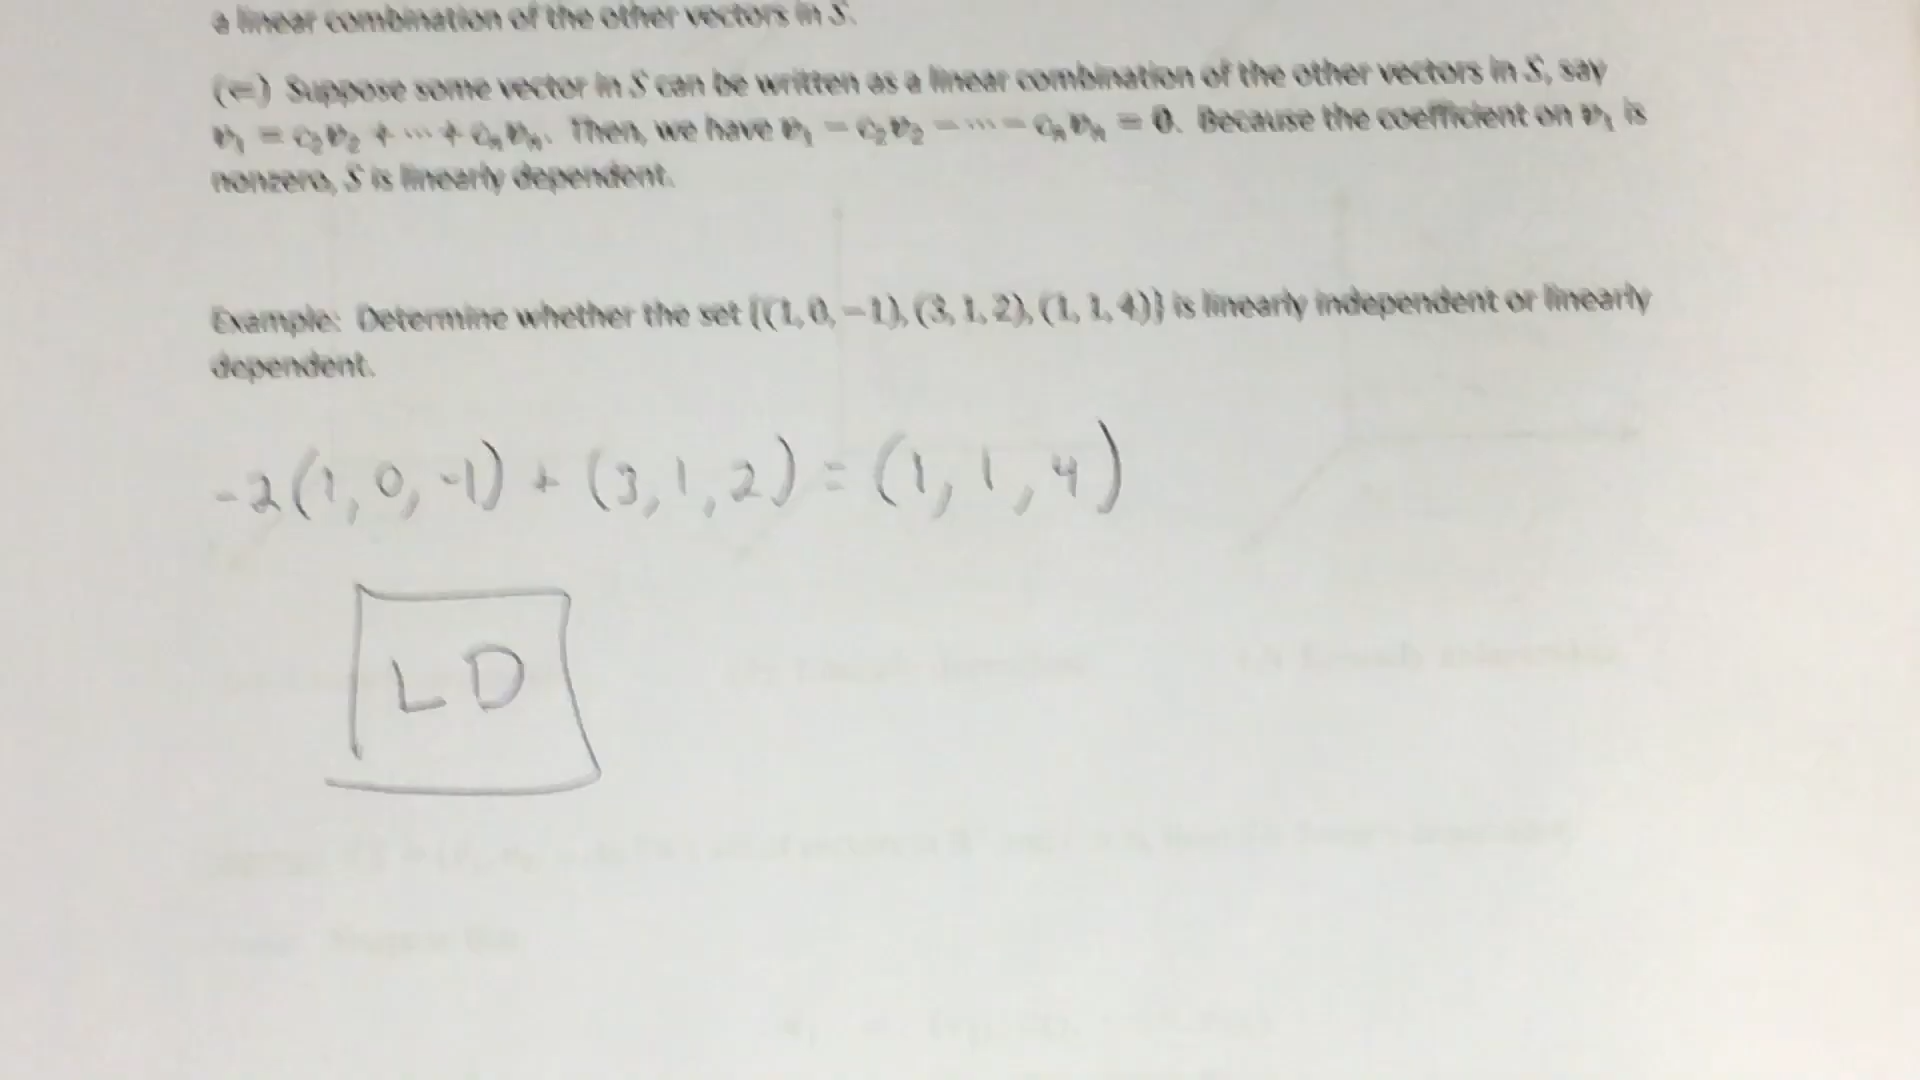 a linear combination of the other vectors in S.
(⇐) Suppose some vector in S can be written as a linear combination of the other vectors in S, say
v₁ = c₂v₂ + ⋯ + cₙvₙ. Then, we have v₁ − c₂v₂ − ⋯ − cₙvₙ = 0. Because the coefficient on v₁ is
nonzero, S is linearly dependent.
Example: Determine whether the set {(1, 0, −1), (3, 1, 2), (1, 1, 4)} is linearly independent or linearly
dependent.
-2(1, 0, -1) + (3, 1, 2) = (1, 1, 4)
LD